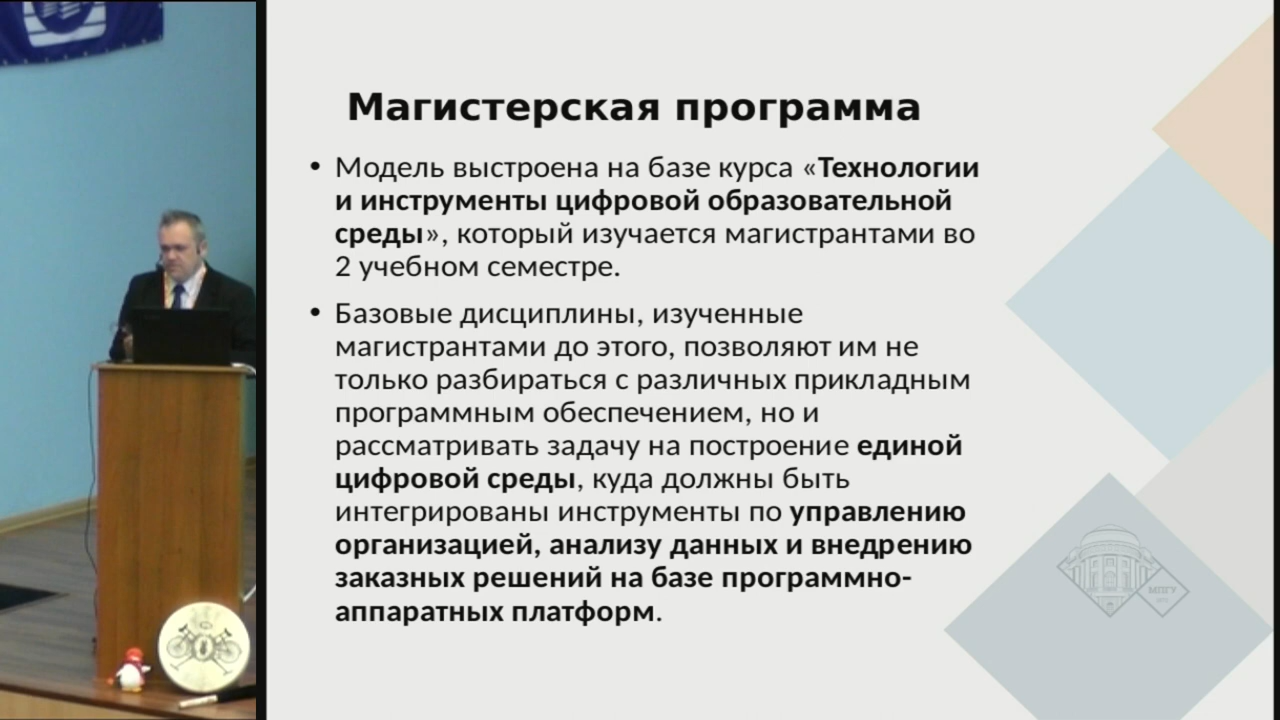 Магистерская программа
• Модель выстроена на базе курса «Технологии
и инструменты цифровой образовательной
среды», который изучается магистрантами во
2 учебном семестре.
• Базовые дисциплины, изученные
магистрантами до этого, позволяют им не
только разбираться с различных прикладным
программным обеспечением, но и
рассматривать задачу на построение единой
цифровой среды, куда должны быть
интегрированы инструменты по управлению
организацией, анализу данных и внедрению
заказных решений на базе программно-
аппаратных платформ.
МПГУ